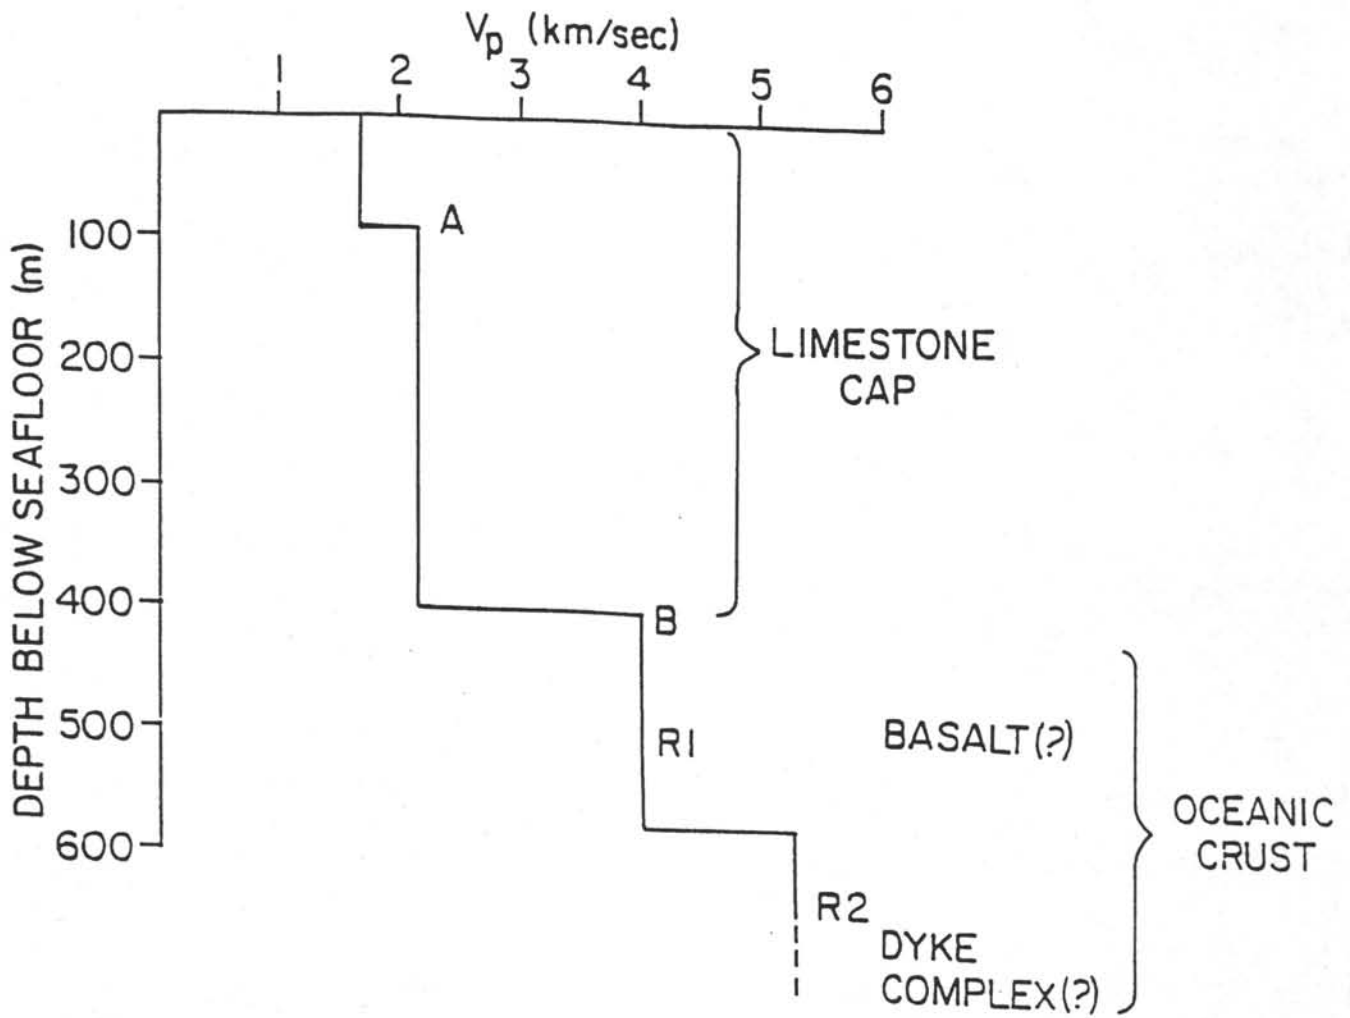 Vp (km/sec)
1 2 3 4 5 6
DEPTH BELOW SEAFLOOR (m)
100
200
300
400
500
600
A
LIMESTONE
CAP
B
R1
BASALT(?)
OCEANIC
CRUST
R2
DYKE
COMPLEX(?)